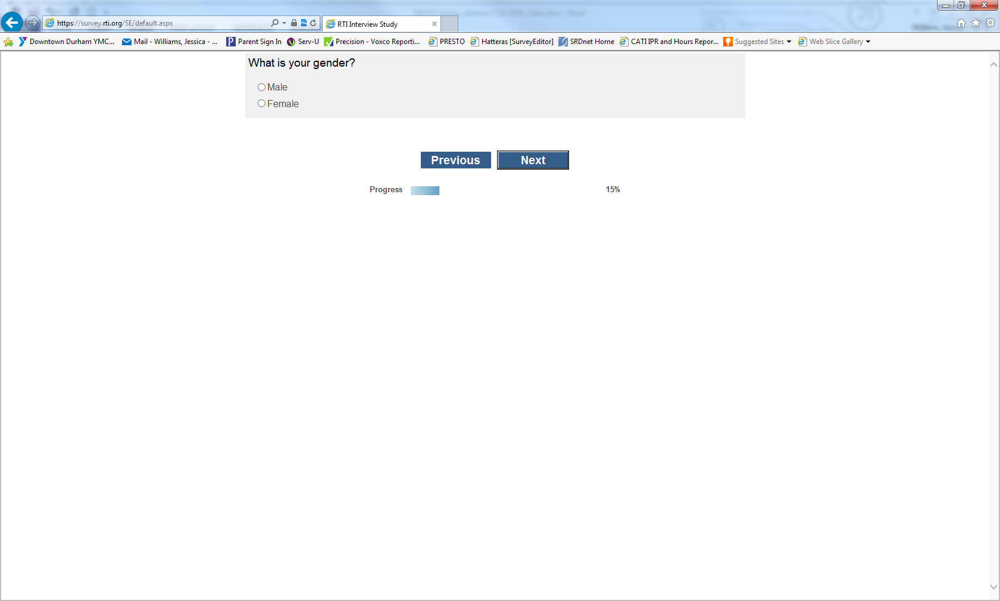 https://survey.rti.org/SE/default.aspx
RTI Interview Study
Downtown Durham YMC...
Mail - Williams, Jessica - ...
Parent Sign In
Serv-U
Precision - Voxco Reporti...
PRESTO
Hatteras [SurveyEditor]
SRDnet Home
CATI IPR and Hours Repor...
Suggested Sites
Web Slice Gallery
What is your gender?
Male
Female
Previous
Next
Progress
15%